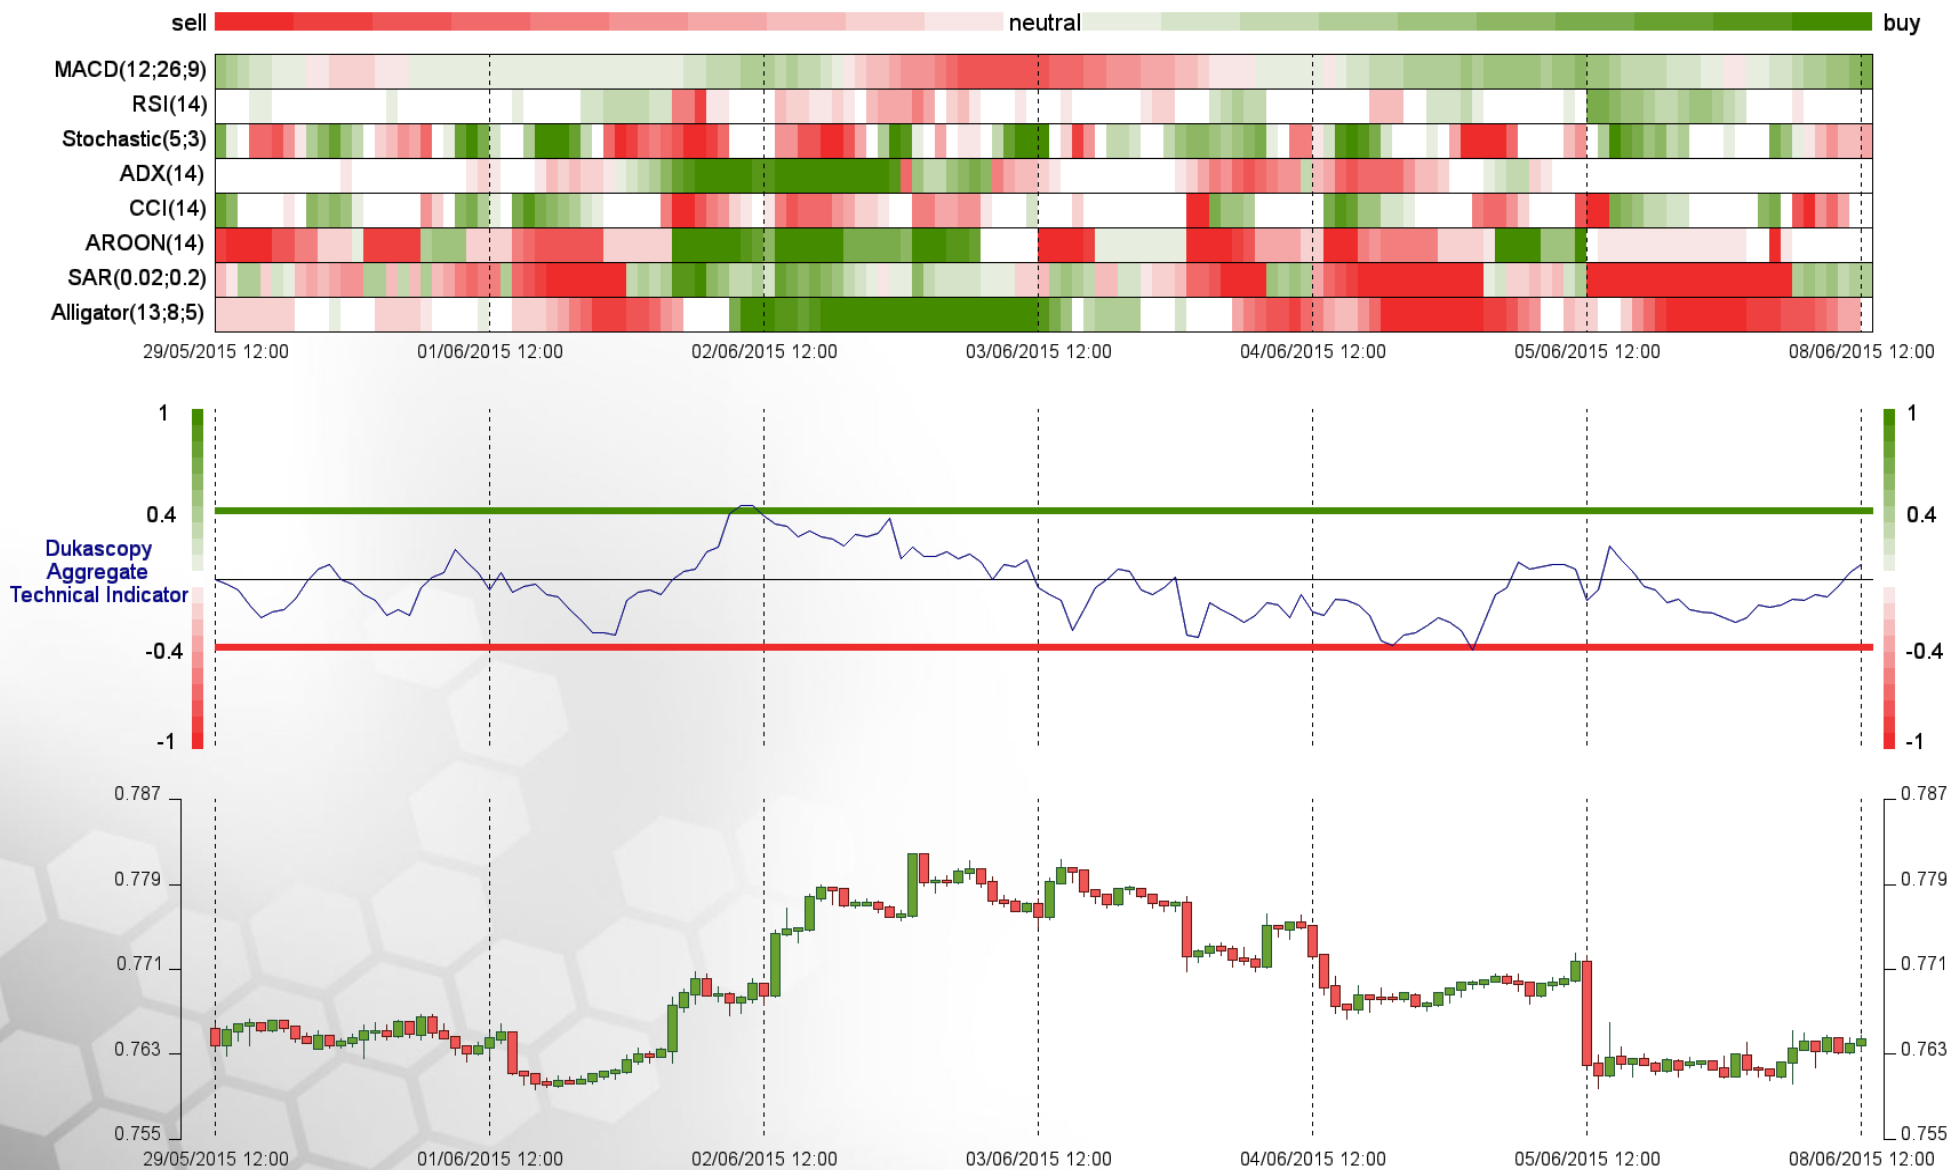 sell neutral buy
MACD(12;26;9)
RSI(14)
Stochastic(5;3)
ADX(14)
CCI(14)
AROON(14)
SAR(0.02;0.2)
Alligator(13;8;5)
29/05/2015 12:00 01/06/2015 12:00 02/06/2015 12:00 03/06/2015 12:00 04/06/2015 12:00 05/06/2015 12:00 08/06/2015 12:00
1 1
0.4 0.4
Dukascopy
Aggregate
Technical Indicator
-0.4 -0.4
-1 -1
0.787 0.787
0.779 0.779
0.771 0.771
0.763 0.763
0.755 0.755
29/05/2015 12:00 01/06/2015 12:00 02/06/2015 12:00 03/06/2015 12:00 04/06/2015 12:00 05/06/2015 12:00 08/06/2015 12:00